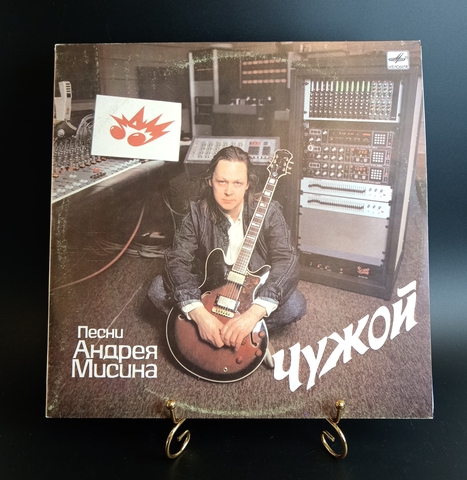 Песни
Андрея
Мисина
ЧУЖОЙ